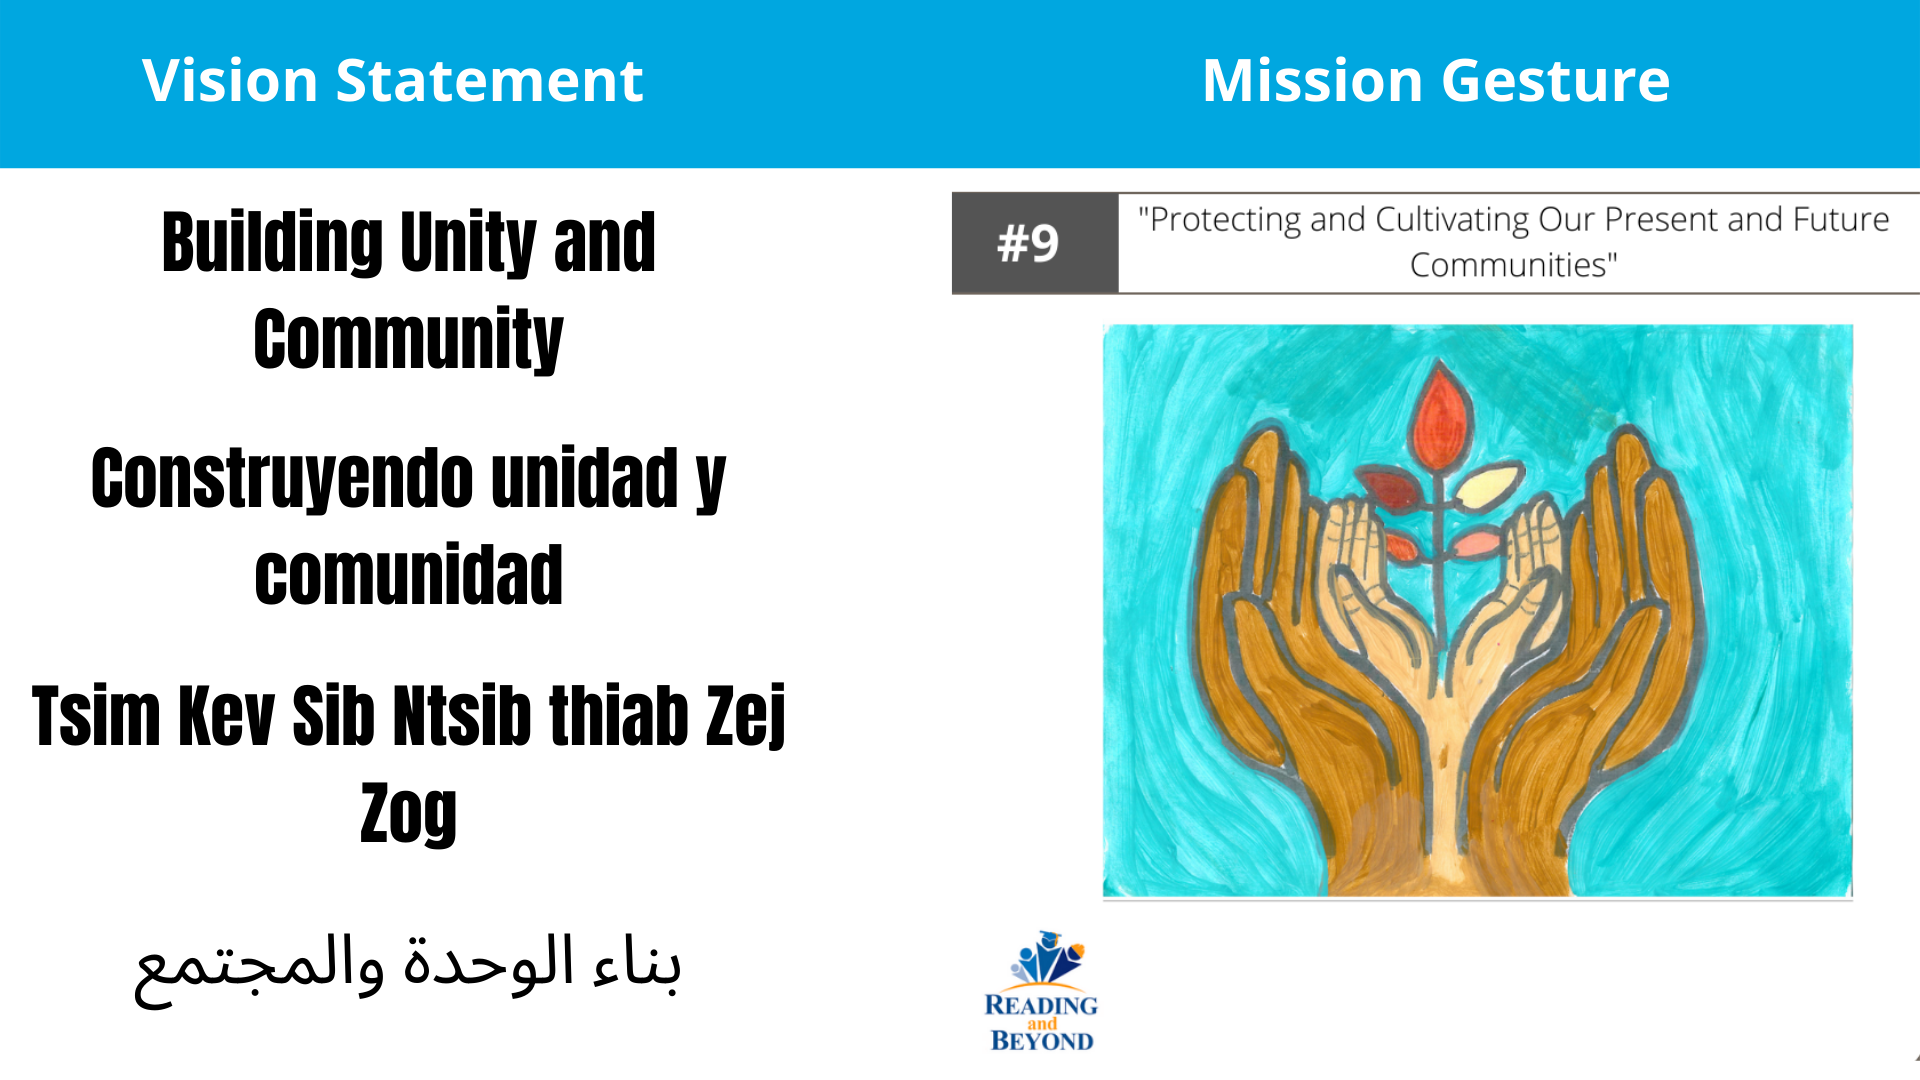 Vision Statement
Mission Gesture
Building Unity and
Community
Construyendo unidad y
comunidad
Tsim Kev Sib Ntsib thiab Zej
Zog
بناء الوحدة والمجتمع
#9
"Protecting and Cultivating Our Present and Future
Communities"
READING
and
BEYOND